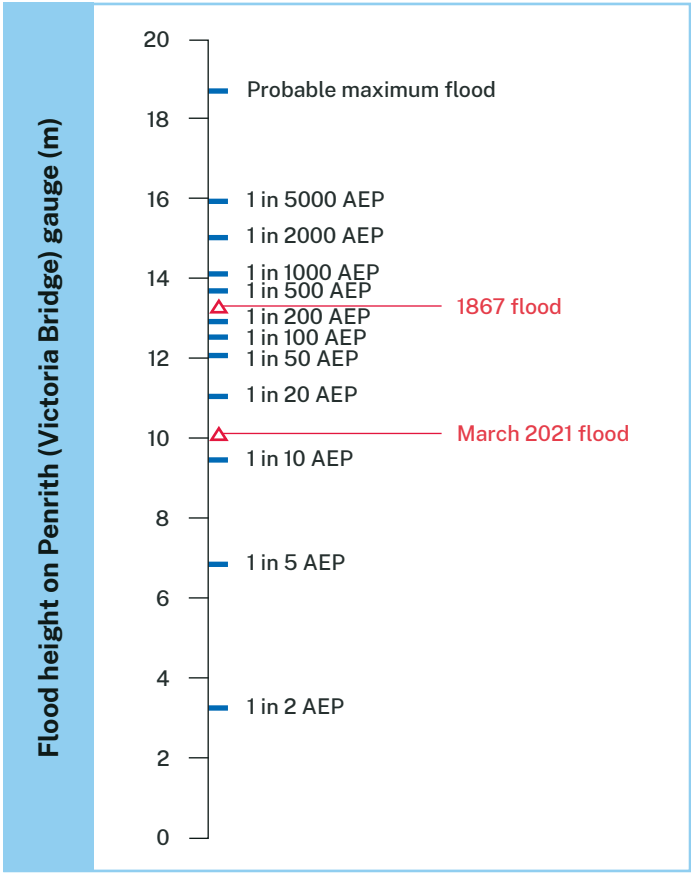 Flood height on Penrith (Victoria Bridge) gauge (m)
20
Probable maximum flood
18
16
1 in 5000 AEP
1 in 2000 AEP
14
1 in 1000 AEP
1 in 500 AEP
1867 flood
1 in 200 AEP
1 in 100 AEP
12
1 in 50 AEP
1 in 20 AEP
10
March 2021 flood
1 in 10 AEP
8
1 in 5 AEP
6
4
1 in 2 AEP
2
0